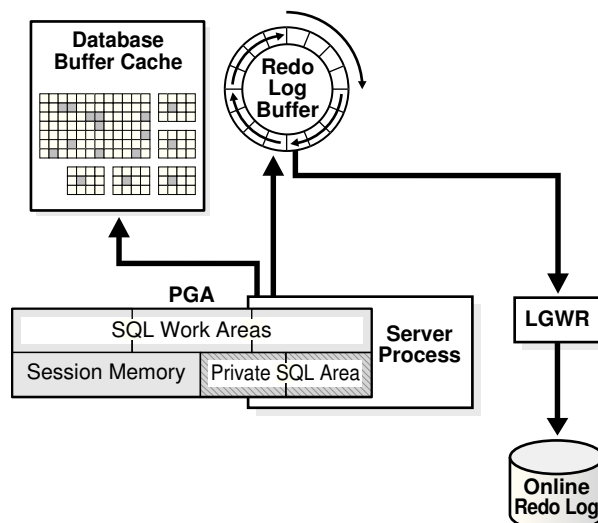 Database
Buffer Cache
Redo
Log
Buffer
PGA
SQL Work Areas
Session Memory
Private SQL Area
Server
Process
LGWR
Online
Redo Log